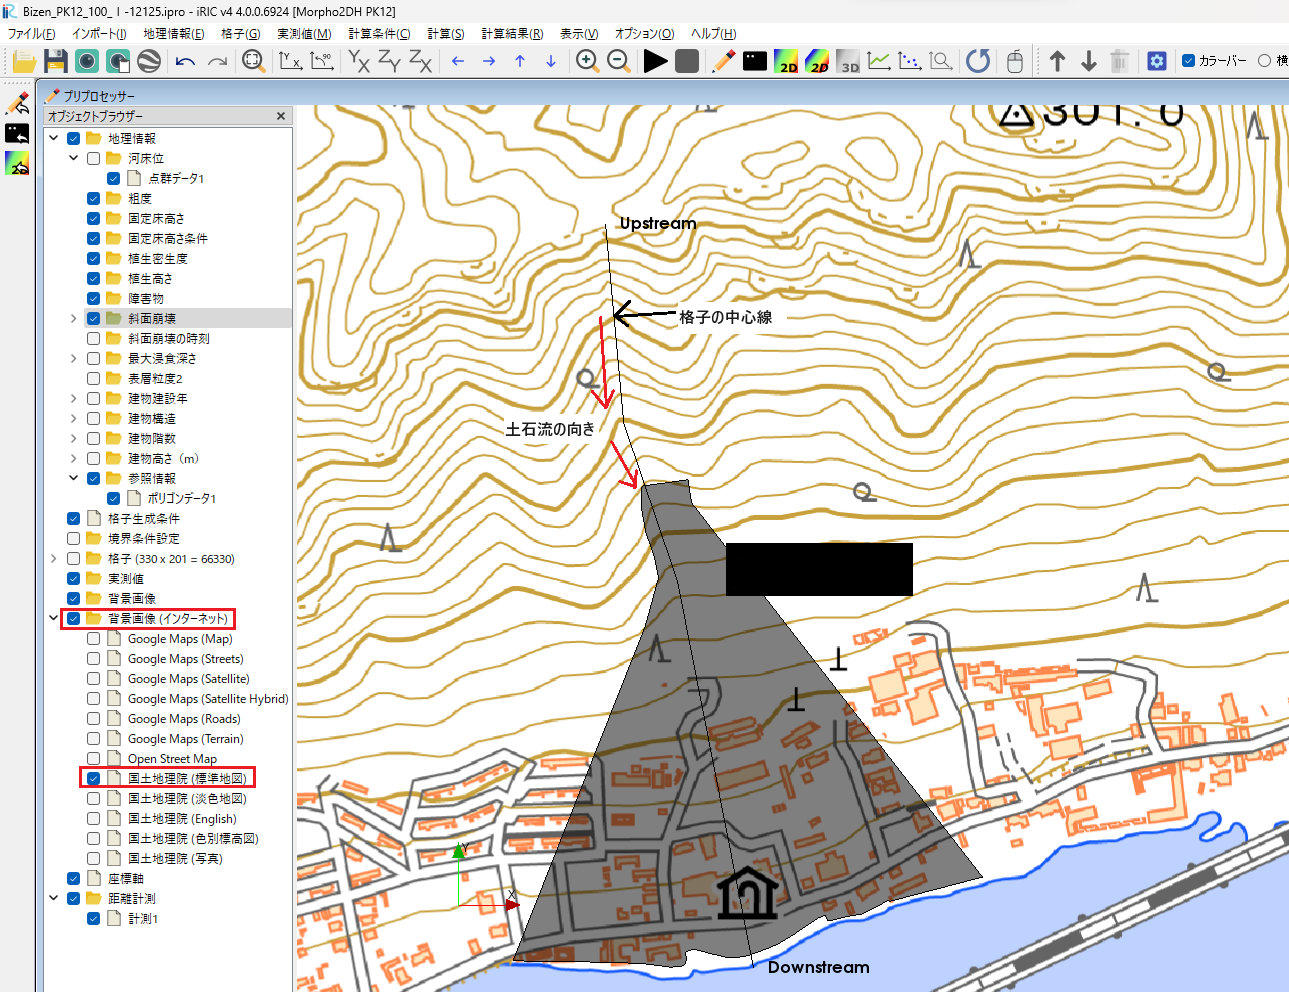 Bizen_PK12_100_
-12125.ipro - iRIC v4 4.0.0.6924 [Morpho2DH PK12]
ファイル(F) インポート(I) 地理情報(E) 格子(G) 実測値(M) 計算条件(C) 計算(S) 計算結果(R) 表示(V) オプション(O) ヘルプ(H)
カラーバー 横
プリプロセッサー
オブジェクトブラウザー
地理情報
河床位
点群データ1
粗度
固定床高さ
固定床高さ条件
植生密生度
植生高さ
障害物
斜面崩壊
斜面崩壊の時刻
最大浸食深さ
表層粒度2
建物建設年
建物構造
建物階数
建物高さ（m）
参照情報
ポリゴンデータ1
格子生成条件
境界条件設定
格子 (330 x 201 = 66330)
実測値
背景画像
背景画像 (インターネット)
Google Maps (Map)
Google Maps (Streets)
Google Maps (Satellite)
Google Maps (Satellite Hybrid)
Google Maps (Roads)
Google Maps (Terrain)
Open Street Map
国土地理院 (標準地図)
国土地理院 (淡色地図)
国土地理院 (English)
国土地理院 (色別標高図)
国土地理院 (写真)
座標軸
距離計測
計測1
301.6
Upstream
格子の中心線
土石流の向き
Y
X
Downstream